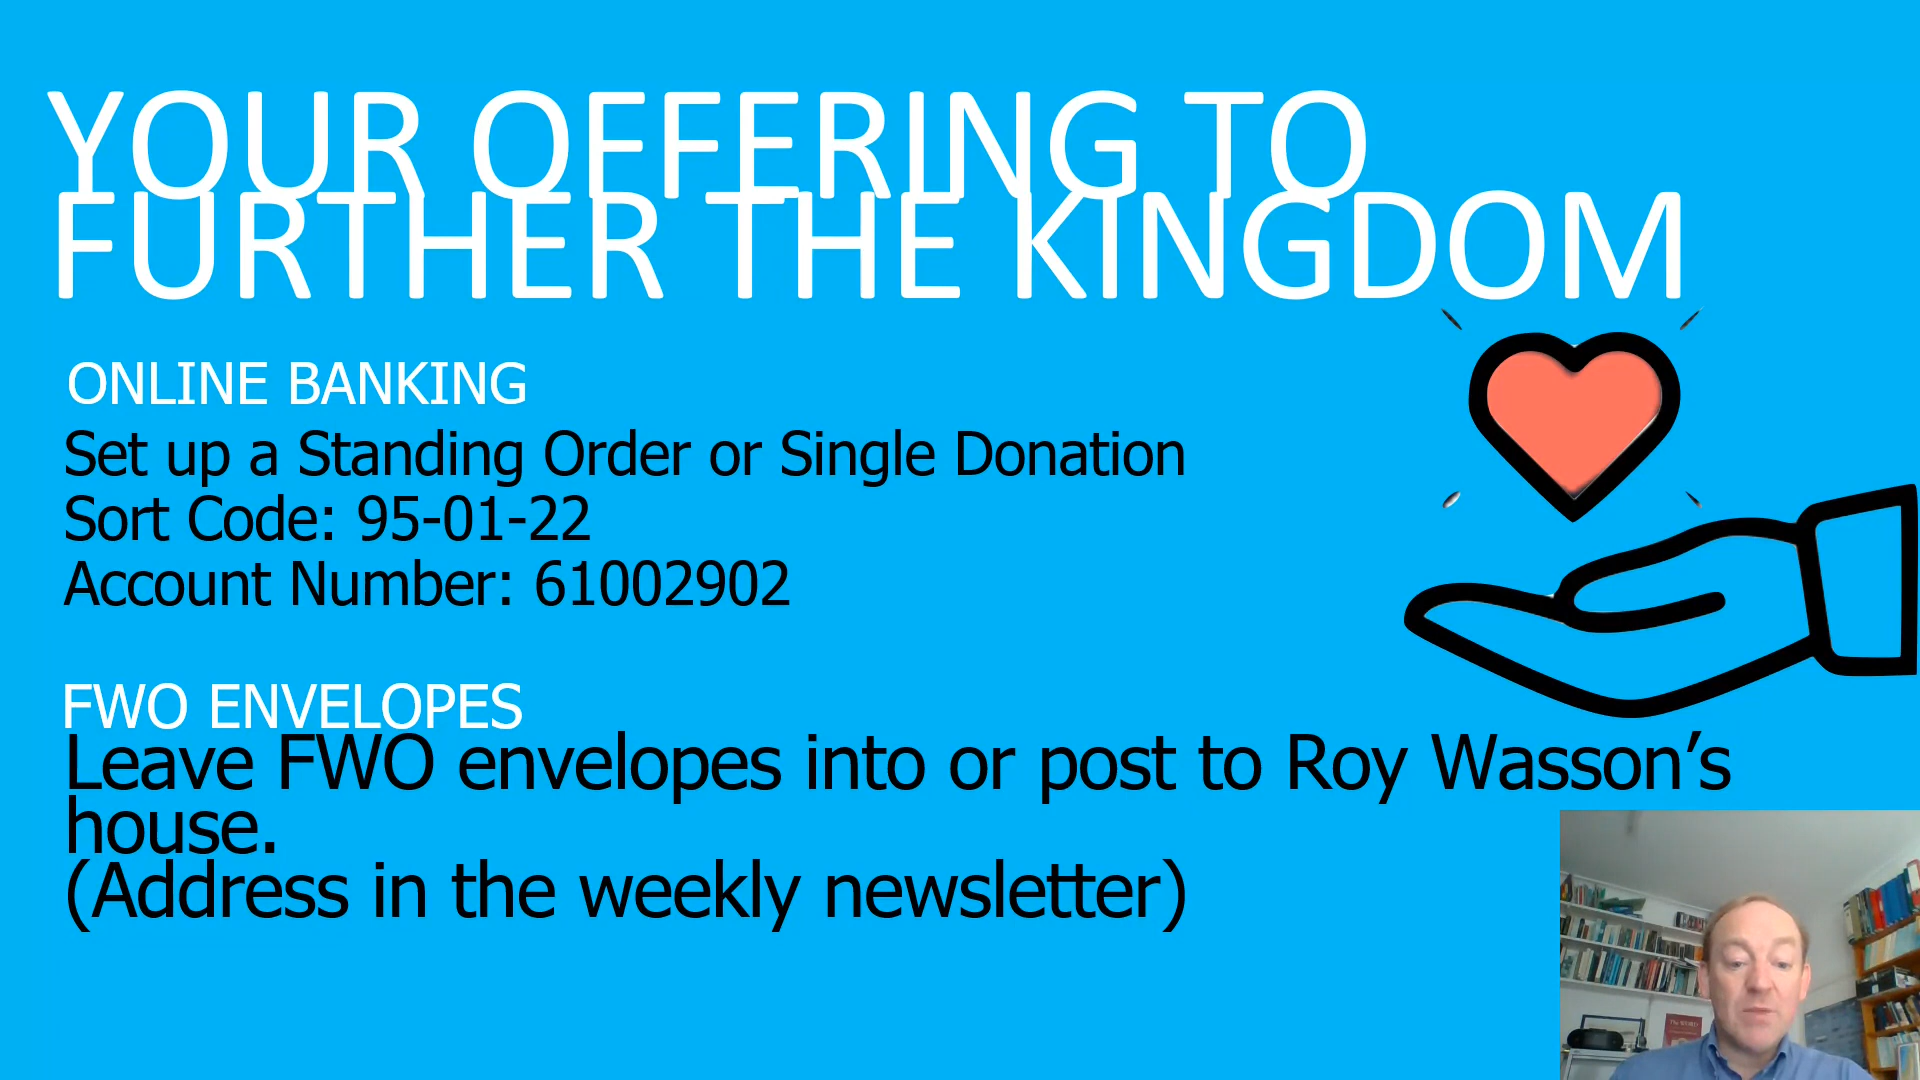 YOUR OFFERING TO
FURTHER THE KINGDOM
ONLINE BANKING
Set up a Standing Order or Single Donation
Sort Code: 95-01-22
Account Number: 61002902
FWO ENVELOPES
Leave FWO envelopes into or post to Roy Wasson’s
house.
(Address in the weekly newsletter)